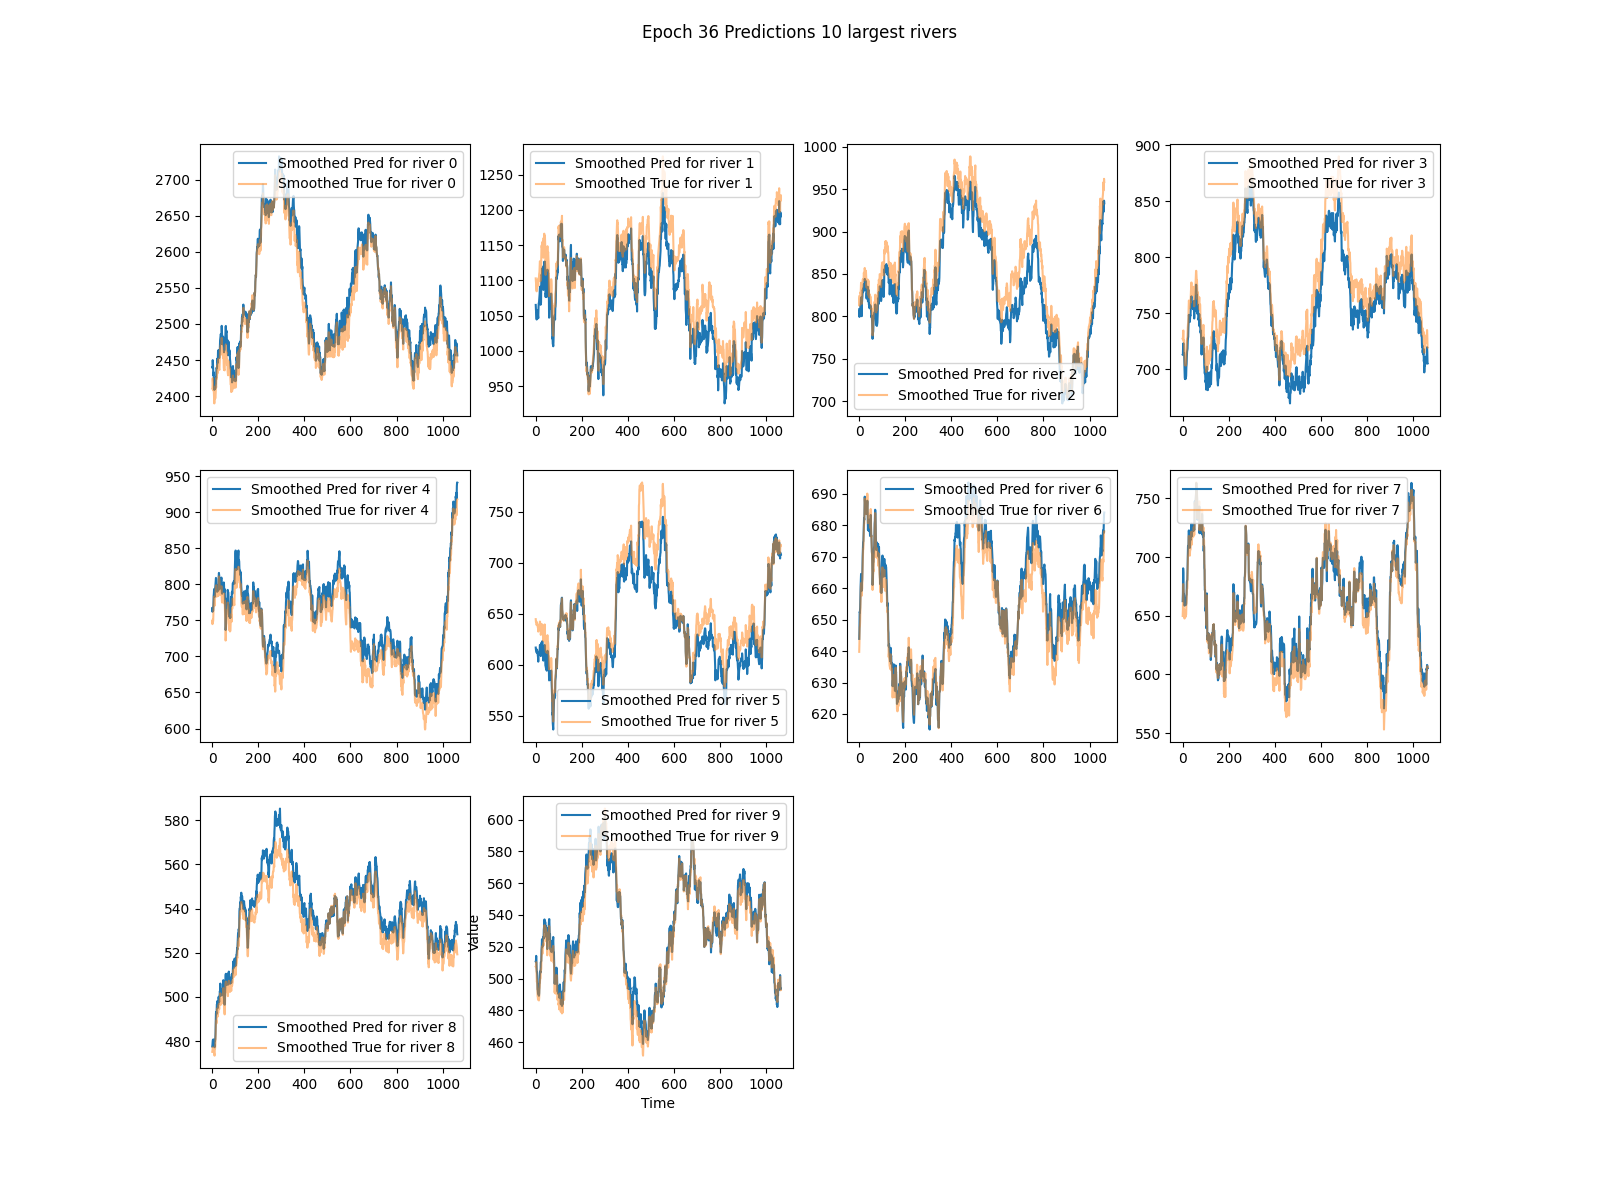 Epoch 36 Predictions 10 largest rivers
Smoothed Pred for river 0
Smoothed True for river 0
2700
2650
2600
2550
2500
2450
2400
0 200 400 600 800 1000
Smoothed Pred for river 1
Smoothed True for river 1
1250
1200
1150
1100
1050
1000
950
0 200 400 600 800 1000
1000
950
900
850
800
750
700
Smoothed Pred for river 2
Smoothed True for river 2
0 200 400 600 800 1000
900
850
800
750
700
Smoothed Pred for river 3
Smoothed True for river 3
0 200 400 600 800 1000
950
900
850
800
750
700
650
600
Smoothed Pred for river 4
Smoothed True for river 4
0 200 400 600 800 1000
750
700
650
600
550
Smoothed Pred for river 5
Smoothed True for river 5
0 200 400 600 800 1000
690
680
670
660
650
640
630
620
Smoothed Pred for river 6
Smoothed True for river 6
0 200 400 600 800 1000
750
700
650
600
550
Smoothed Pred for river 7
Smoothed True for river 7
0 200 400 600 800 1000
580
560
540
520
500
480
Smoothed Pred for river 8
Smoothed True for river 8
0 200 400 600 800 1000
Value
600
580
560
540
520
500
480
460
Smoothed Pred for river 9
Smoothed True for river 9
0 200 400 600 800 1000
Time